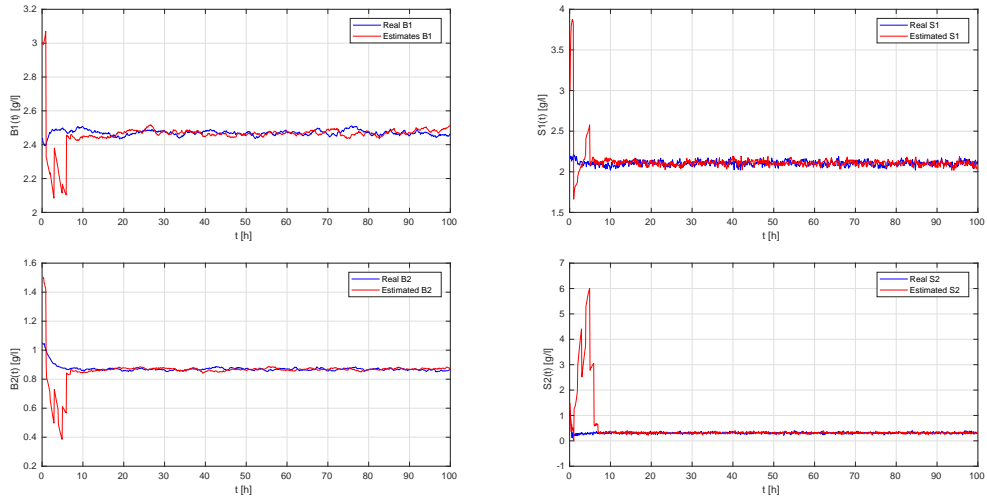 B1(t) [g/l]
3.4
3.2
3
2.8
2.6
2.4
2.2
2
Real B1
Estimates B1
0 10 20 30 40 50 60 70 80 90 100
t [h]
S1(t) [g/l]
4
3.5
3
2.5
2
1.5
Real S1
Estimated S1
0 10 20 30 40 50 60 70 80 90 100
t [h]
B2(t) [g/l]
1.6
1.4
1.2
1
0.8
0.6
0.4
0.2
Real B2
Estimated B2
0 10 20 30 40 50 60 70 80 90 100
t [h]
S2(t) [g/l]
7
6
5
4
3
2
1
0
-1
Real S2
Estimated S2
0 10 20 30 40 50 60 70 80 90 100
t [h]